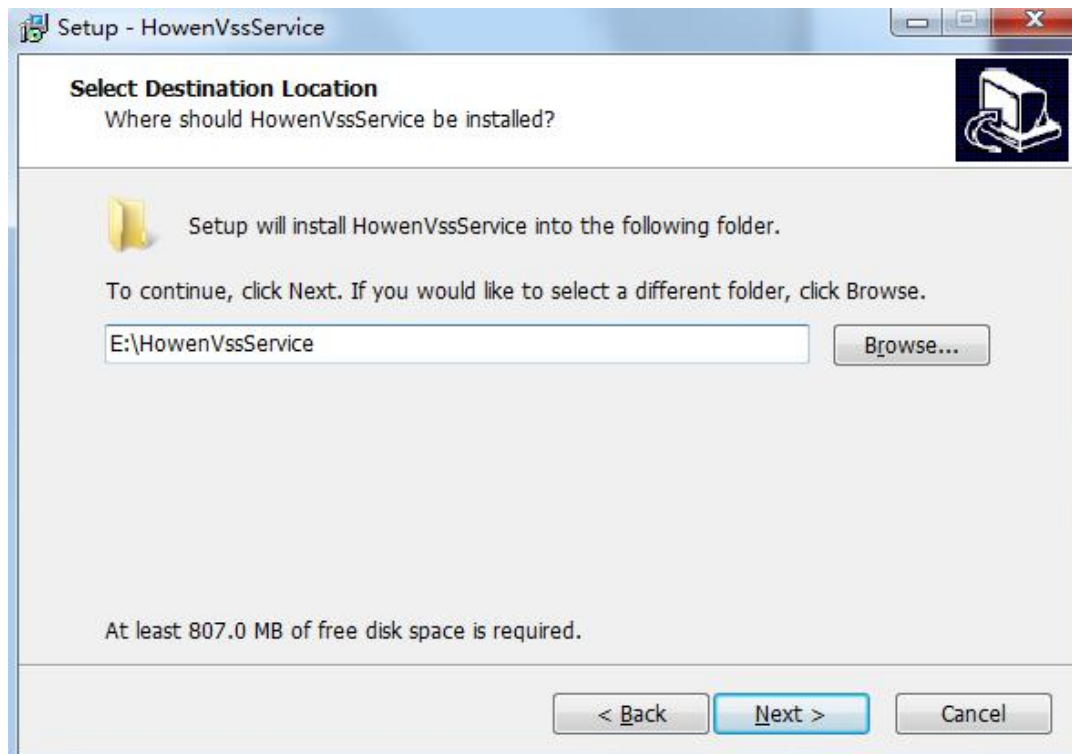 Setup - HowenVssService
Select Destination Location
Where should HowenVssService be installed?
Setup will install HowenVssService into the following folder.
To continue, click Next. If you would like to select a different folder, click Browse.
E:\HowenVssService
Browse...
At least 807.0 MB of free disk space is required.
< Back
Next >
Cancel